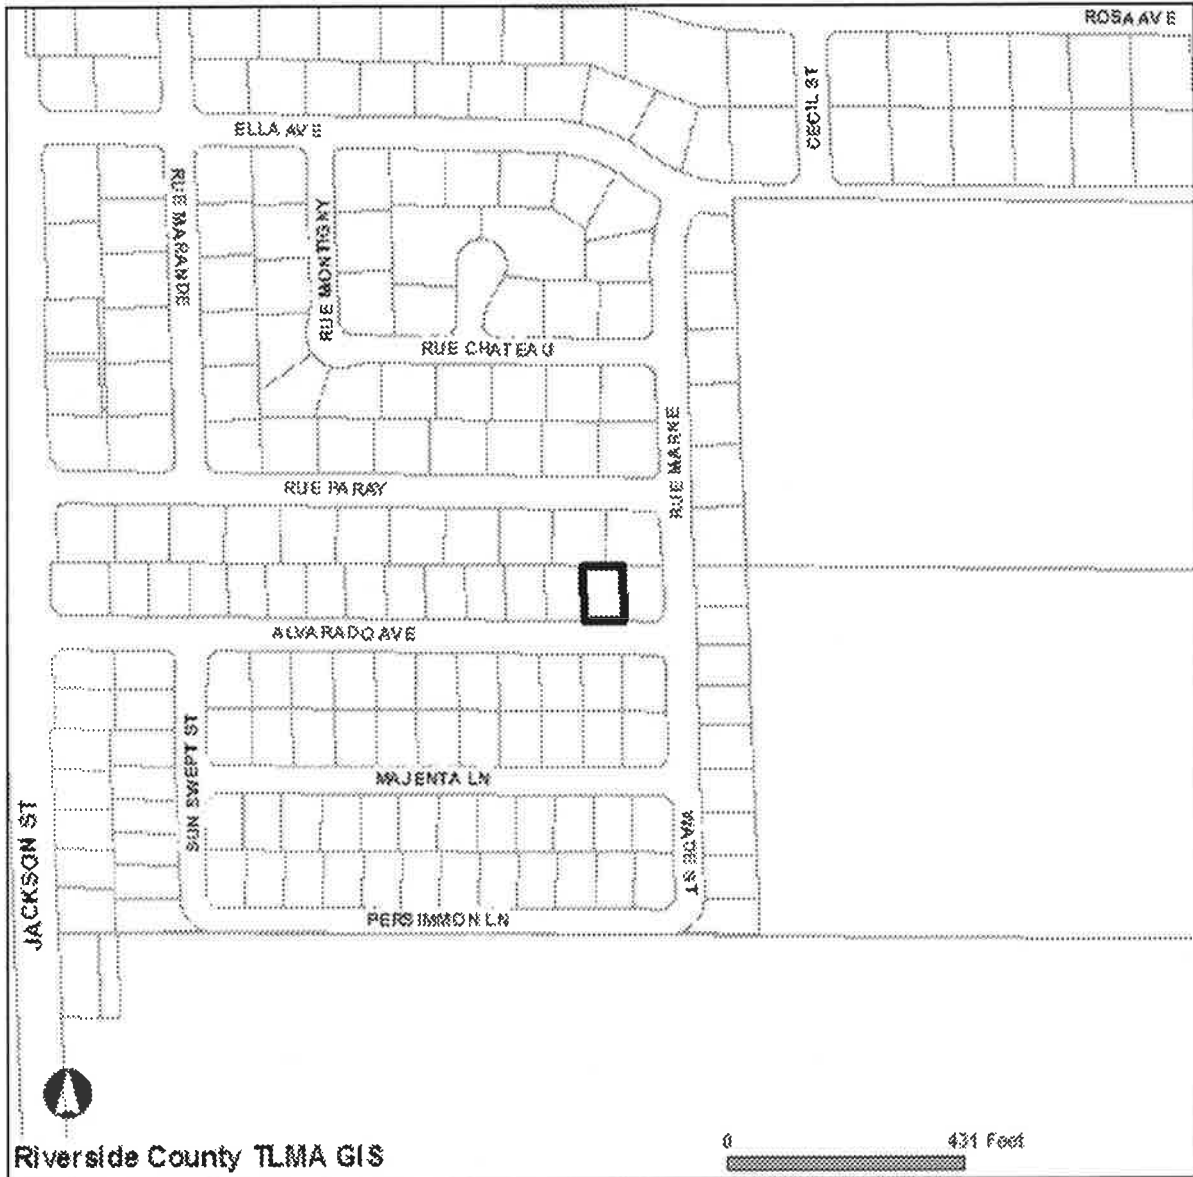 ROSA AVE
CECIL ST
ELLA AVE
RUE MARANDE
RUE MONTIGNY
RUE CHATEAU
RUE MARNE
RUE PARAY
ALVARADO AVE
SUN SWEPT ST
MAJENTA LN
JACKSON ST
WADE ST
PERSIMMON LN
Riverside County TLMA GIS
0
431 Feet